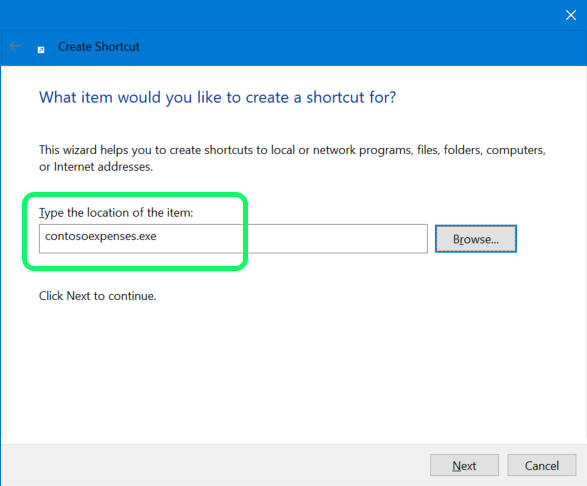 Create Shortcut
What item would you like to create a shortcut for?
This wizard helps you to create shortcuts to local or network programs, files, folders, computers,
or Internet addresses.
Type the location of the item:
contosoexpenses.exe
Browse...
Click Next to continue.
Next
Cancel